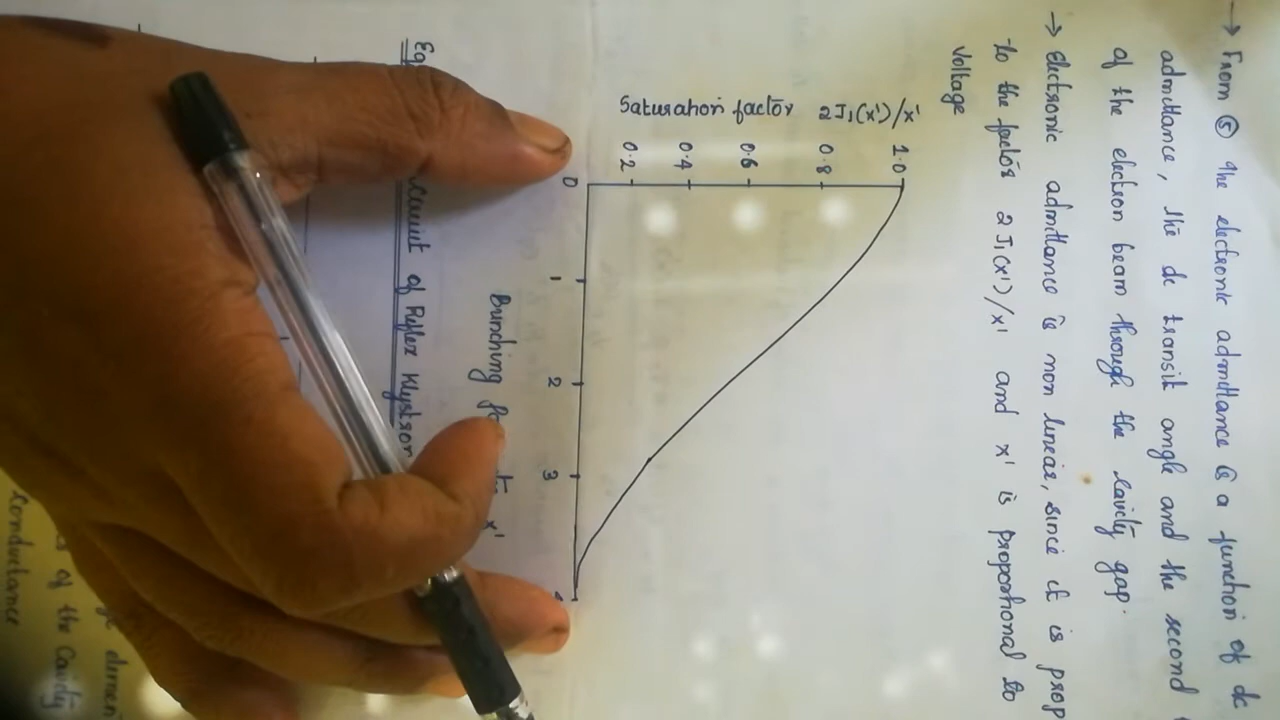 → From ⑤ the electronic admittance is a function of dc
admittance, the dc transit angle and the second
of the electron beam through the cavity gap.
→ Electronic admittance is non linear, since it is prop
to the factor 2J₁(x')/x' and x' is proportional to
Voltage
Saturation factor 2J₁(x')/x'
1.0
0.8
0.6
0.4
0.2
0
1
2
3
Bunching x'
of Reflex Klystron
of the Cavity
Conductance